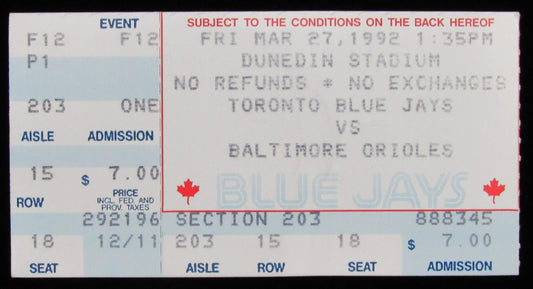 EVENT
F12 F12
P1
203 ONE
AISLE ADMISSION
15 $ 7.00
ROW PRICE
INCL. FED. AND
PROV. TAXES
292196
18 12/11
SEAT
SUBJECT TO THE CONDITIONS ON THE BACK HEREOF
FRI MAR 27,1992 1:35PM
DUNEDIN STADIUM
NO REFUNDS * NO EXCHANGES
TORONTO BLUE JAYS
VS
BALTIMORE ORIOLES
BLUE JAYS
SECTION 203 888345
203 15 18 $ 7.00
AISLE ROW SEAT ADMISSION